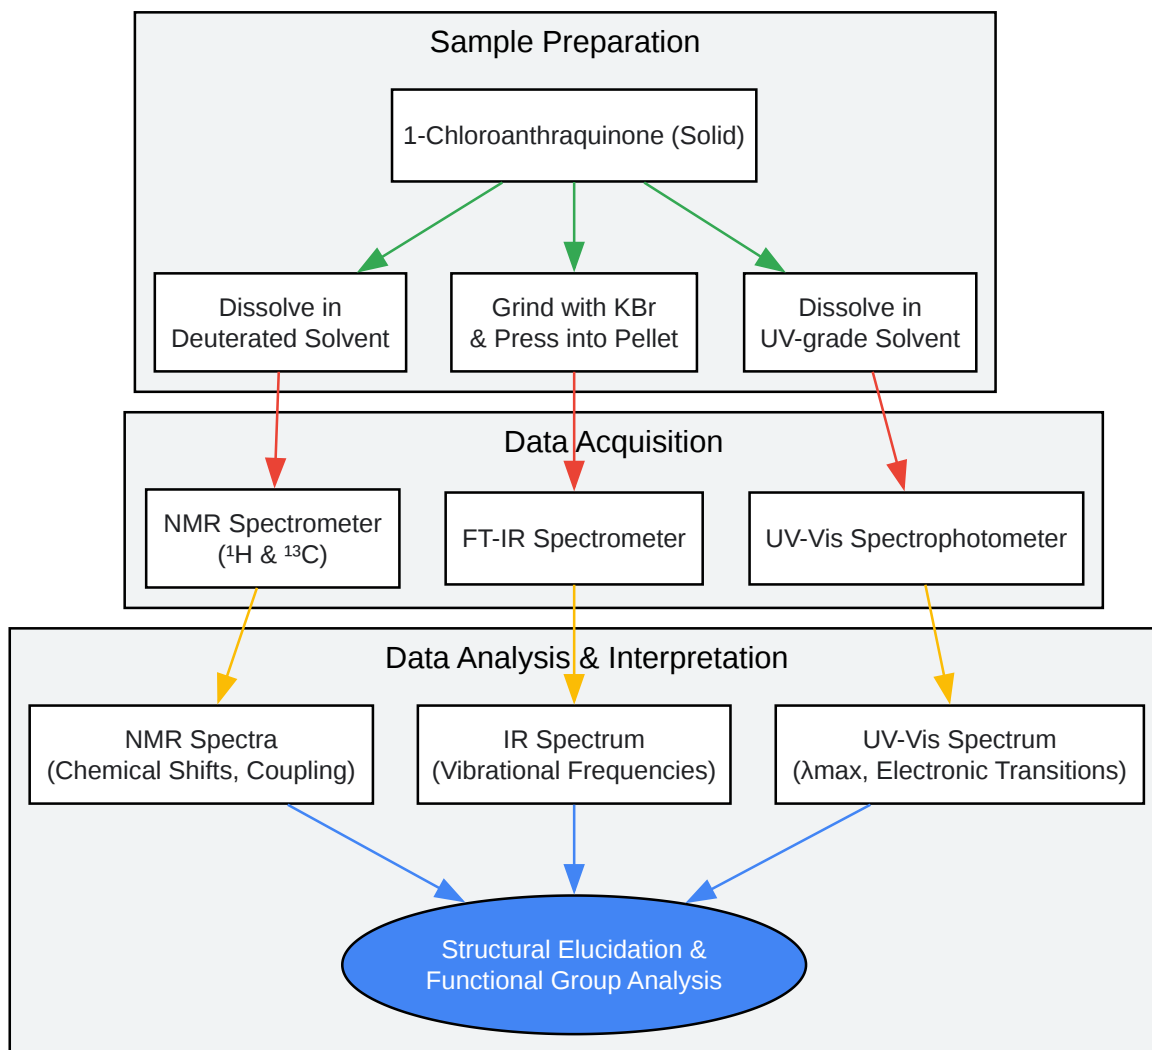 Sample Preparation
1-Chloroanthraquinone (Solid)
Dissolve in
Deuterated Solvent
Grind with KBr
& Press into Pellet
Dissolve in
UV-grade Solvent
Data Acquisition
NMR Spectrometer
(¹H & ¹³C)
FT-IR Spectrometer
UV-Vis Spectrophotometer
Data Analysis & Interpretation
NMR Spectra
(Chemical Shifts, Coupling)
IR Spectrum
(Vibrational Frequencies)
UV-Vis Spectrum
(λmax, Electronic Transitions)
Structural Elucidation &
Functional Group Analysis